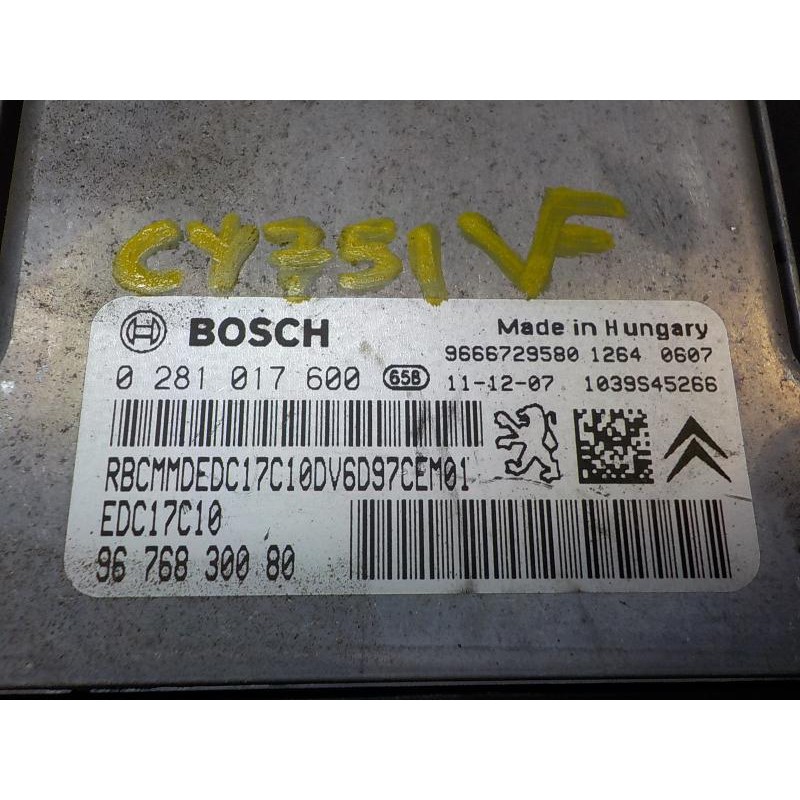 CY751VF
BOSCH
Made in Hungary
9666729580 1264 0607
0 281 017 600 65B 11-12-07 1039S45266
RBCMMDEDC17C10DV6D97CEM01
EDC17C10
96 768 300 80